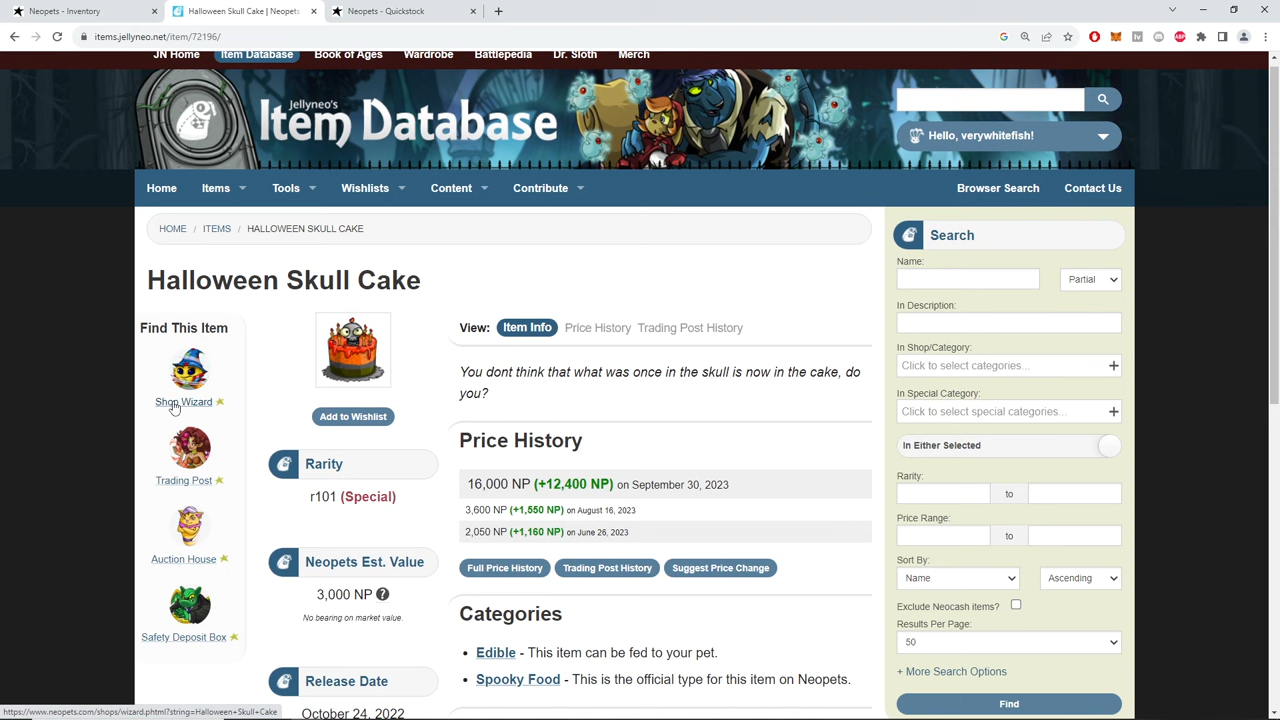 Neopets - Inventory
Halloween Skull Cake | Neopets
Neopets - Quickstock
items.jellyneo.net/item/72196/
JN Home
Item Database
Book of Ages
Wardrobe
Battlepedia
Dr. Sloth
Merch
Jellyneo's
Item Database
Hello, verywhitefish!
Home
Items
Tools
Wishlists
Content
Contribute
Browser Search
Contact Us
HOME / ITEMS / HALLOWEEN SKULL CAKE
Halloween Skull Cake
Find This Item
Shop Wizard
Trading Post
Auction House
Safety Deposit Box
Add to Wishlist
Rarity
r101 (Special)
Neopets Est. Value
3,000 NP ?
No bearing on market value.
Release Date
October 24, 2022
View: Item Info Price History Trading Post History
You dont think that what was once in the skull is now in the cake, do
you?
Price History
16,000 NP (+12,400 NP) on September 30, 2023
3,600 NP (+1,550 NP) on August 16, 2023
2,050 NP (+1,160 NP) on June 26, 2023
Full Price History
Trading Post History
Suggest Price Change
Categories
• Edible - This item can be fed to your pet.
• Spooky Food - This is the official type for this item on Neopets.
Search
Name:
Partial
In Description:
In Shop/Category:
Click to select categories... +
In Special Category:
Click to select special categories... +
In Either Selected
Rarity:
to
Price Range:
to
Sort By:
Name
Ascending
Exclude Neocash items?
Results Per Page:
50
+ More Search Options
Find
https://www.neopets.com/shops/wizard.phtml?string=Halloween+Skull+Cake